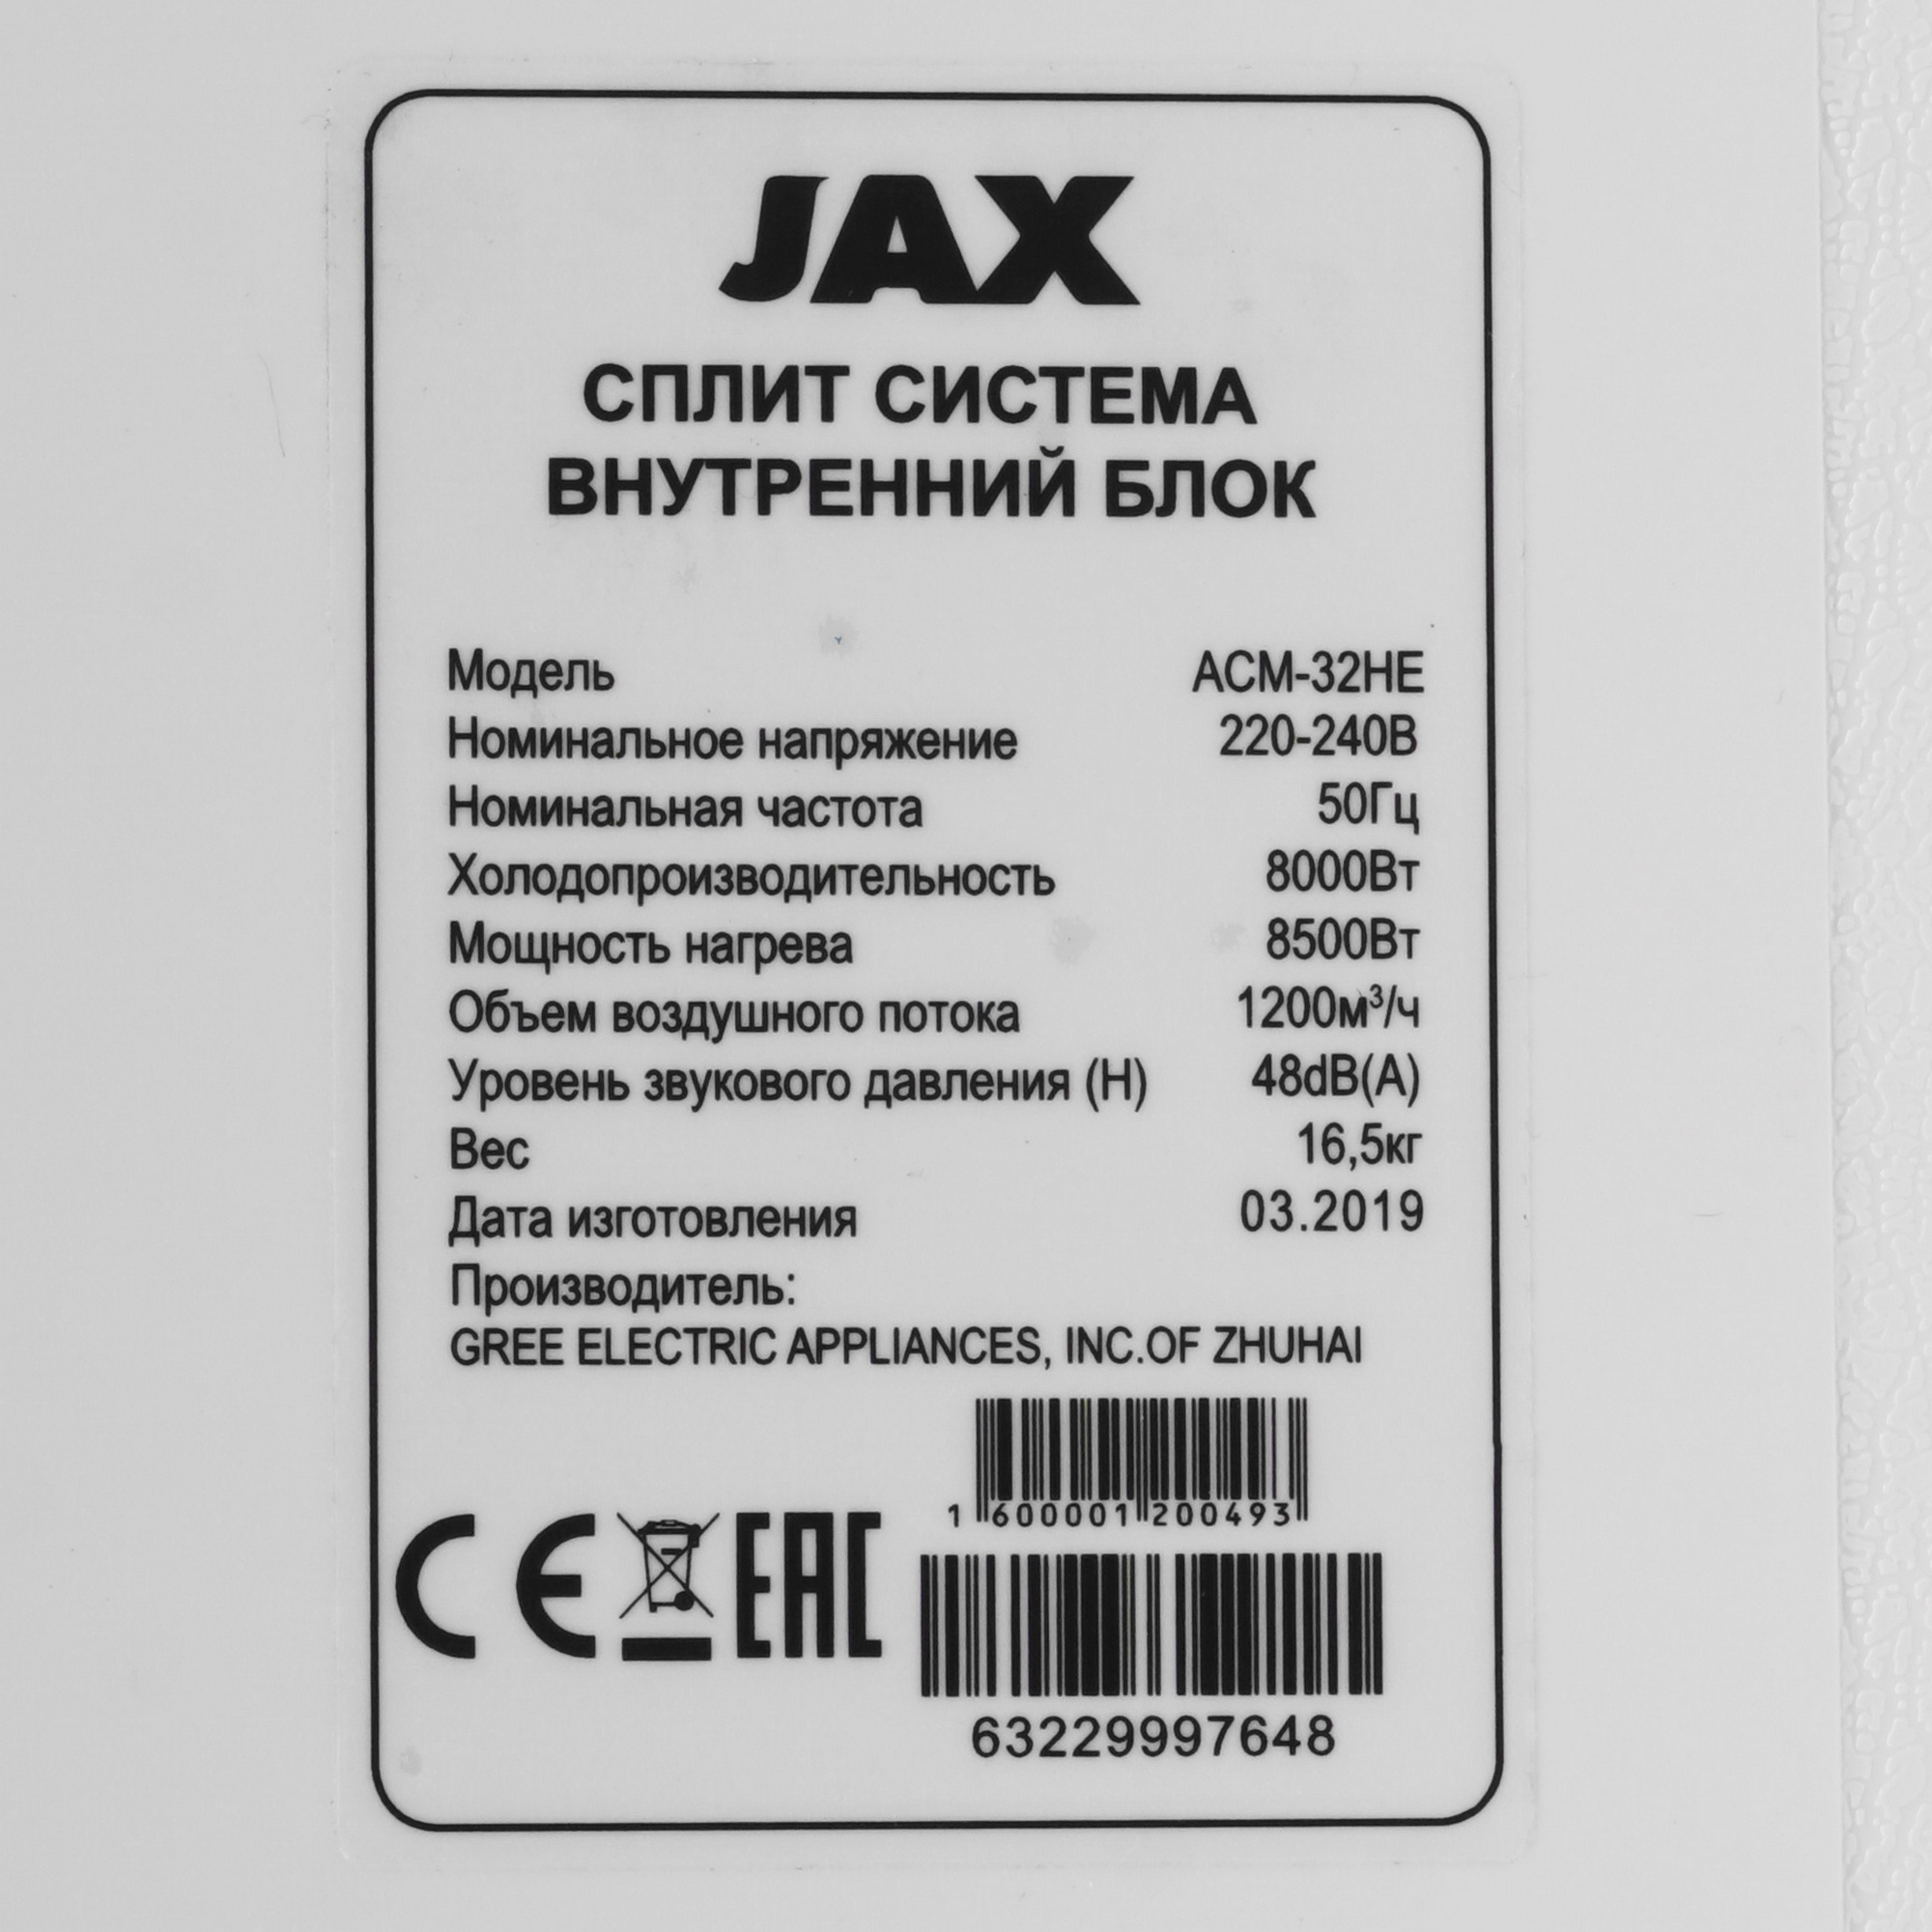 JAX
СПЛИТ СИСТЕМА
ВНУТРЕННИЙ БЛОК
Модель ACM-32HE
Номинальное напряжение 220-240В
Номинальная частота 50Гц
Холодопроизводительность 8000Вт
Мощность нагрева 8500Вт
Объем воздушного потока 1200м³/ч
Уровень звукового давления (H) 48dB(A)
Вес 16,5кг
Дата изготовления 03.2019
Производитель:
GREE ELECTRIC APPLIANCES, INC.OF ZHUHAI
1 600001 200493
CE EAC
63229997648